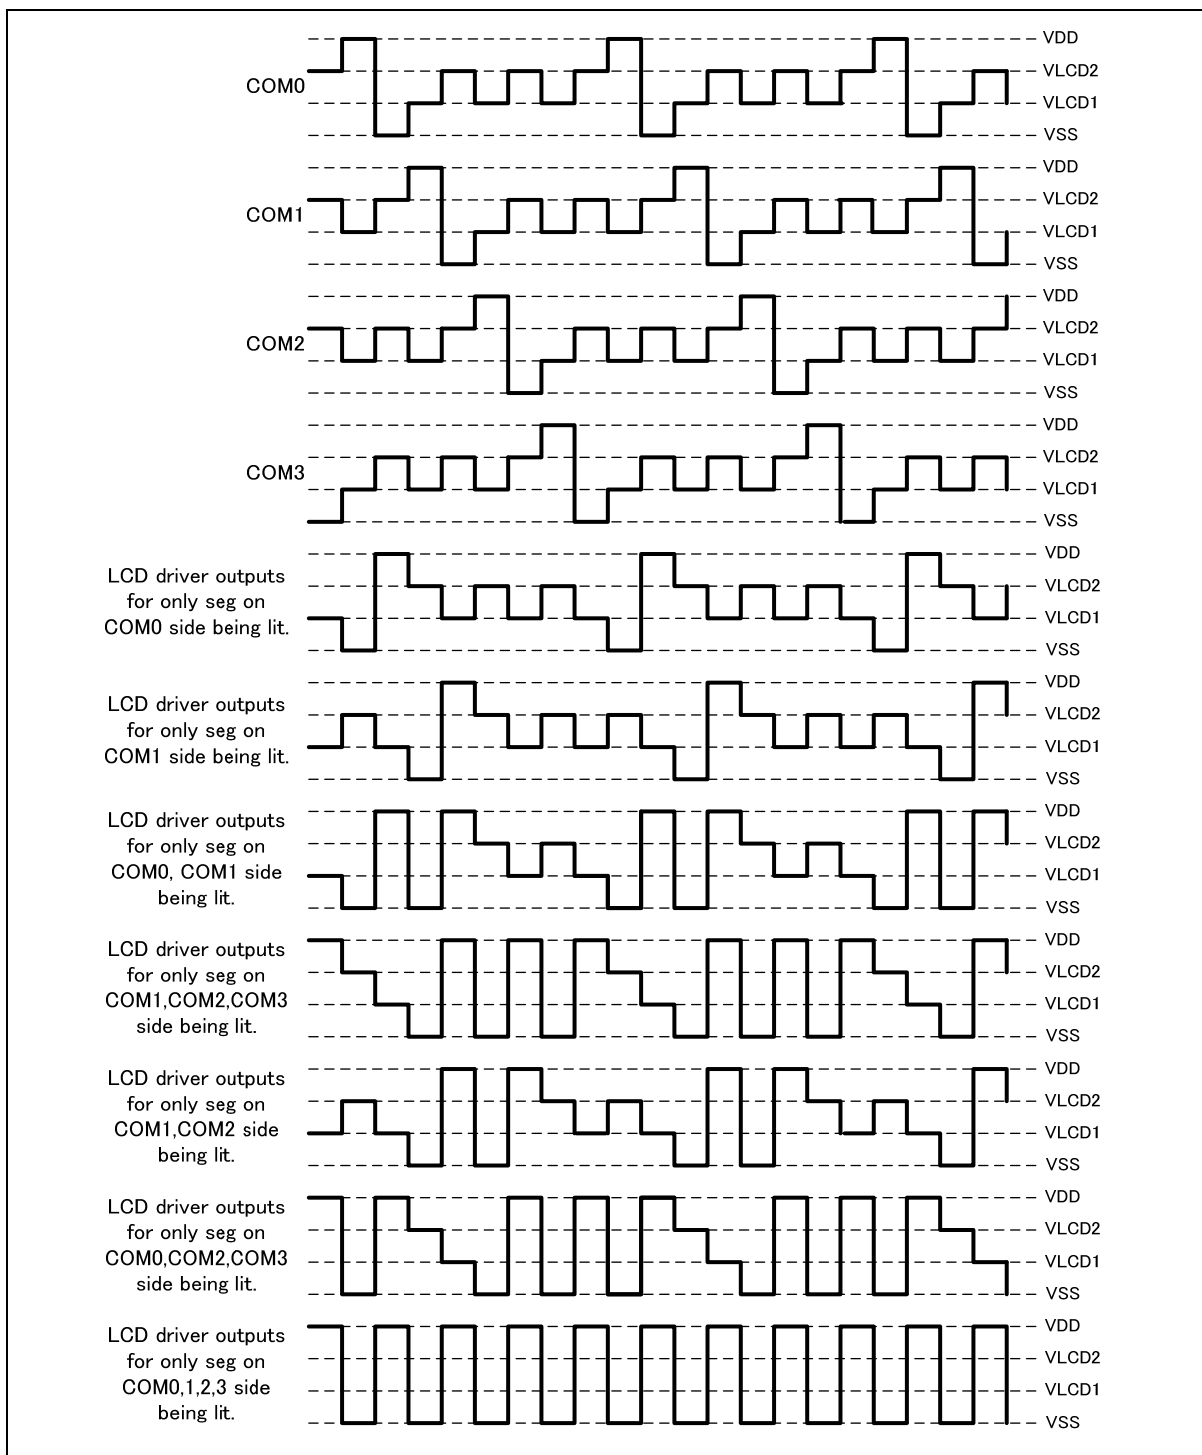 VDD
VLCD2
COM0
VLCD1
VSS
VDD
VLCD2
COM1
VLCD1
VSS
VDD
VLCD2
COM2
VLCD1
VSS
VDD
VLCD2
COM3
VLCD1
VSS
VDD
LCD driver outputs
VLCD2
for only seg on
VLCD1
COM0 side being lit.
VSS
VDD
LCD driver outputs
VLCD2
for only seg on
VLCD1
COM1 side being lit.
VSS
VDD
LCD driver outputs
VLCD2
for only seg on
COM0, COM1 side
VLCD1
being lit.
VSS
VDD
LCD driver outputs
VLCD2
for only seg on
COM1,COM2,COM3
VLCD1
side being lit.
VSS
VDD
LCD driver outputs
VLCD2
for only seg on
COM1,COM2 side
VLCD1
being lit.
VSS
VDD
LCD driver outputs
VLCD2
for only seg on
COM0,COM2,COM3
VLCD1
side being lit.
VSS
VDD
LCD driver outputs
VLCD2
for only seg on
COM0,1,2,3 side
VLCD1
being lit.
VSS